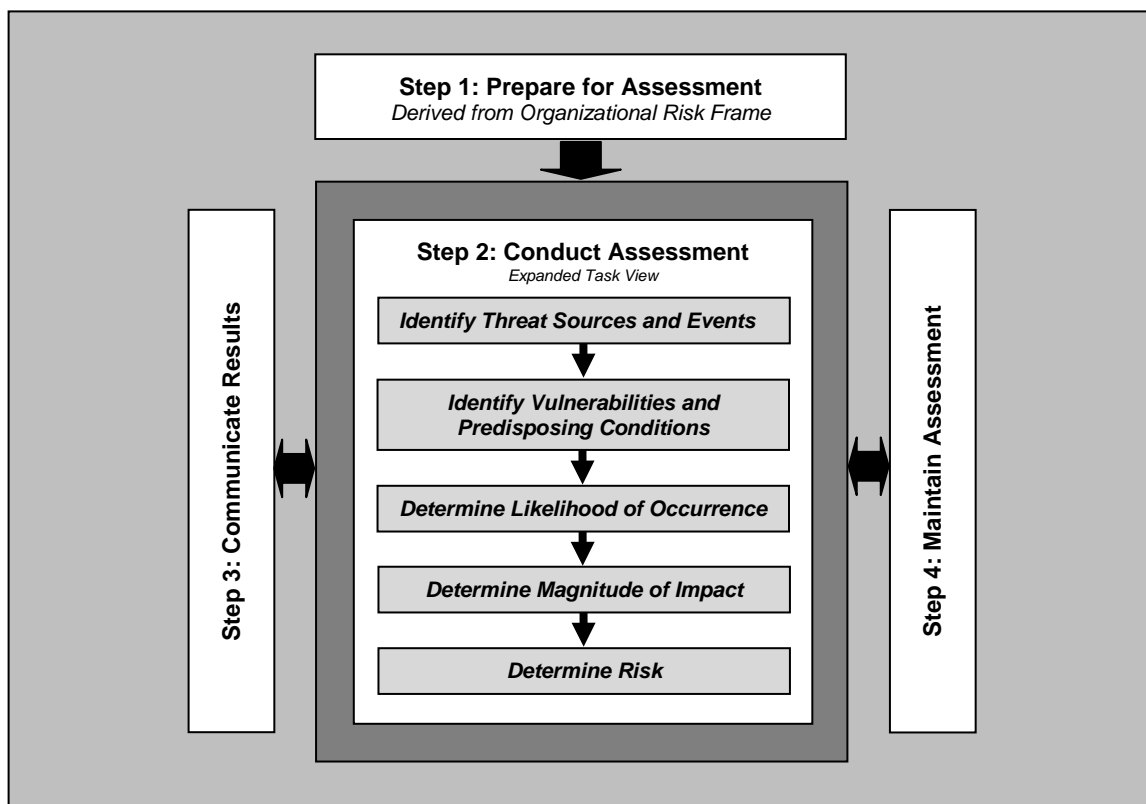 Step 1: Prepare for Assessment
Derived from Organizational Risk Frame
Step 3: Communicate Results
Step 2: Conduct Assessment
Expanded Task View
Identify Threat Sources and Events
Identify Vulnerabilities and
Predisposing Conditions
Determine Likelihood of Occurrence
Determine Magnitude of Impact
Determine Risk
Step 4: Maintain Assessment